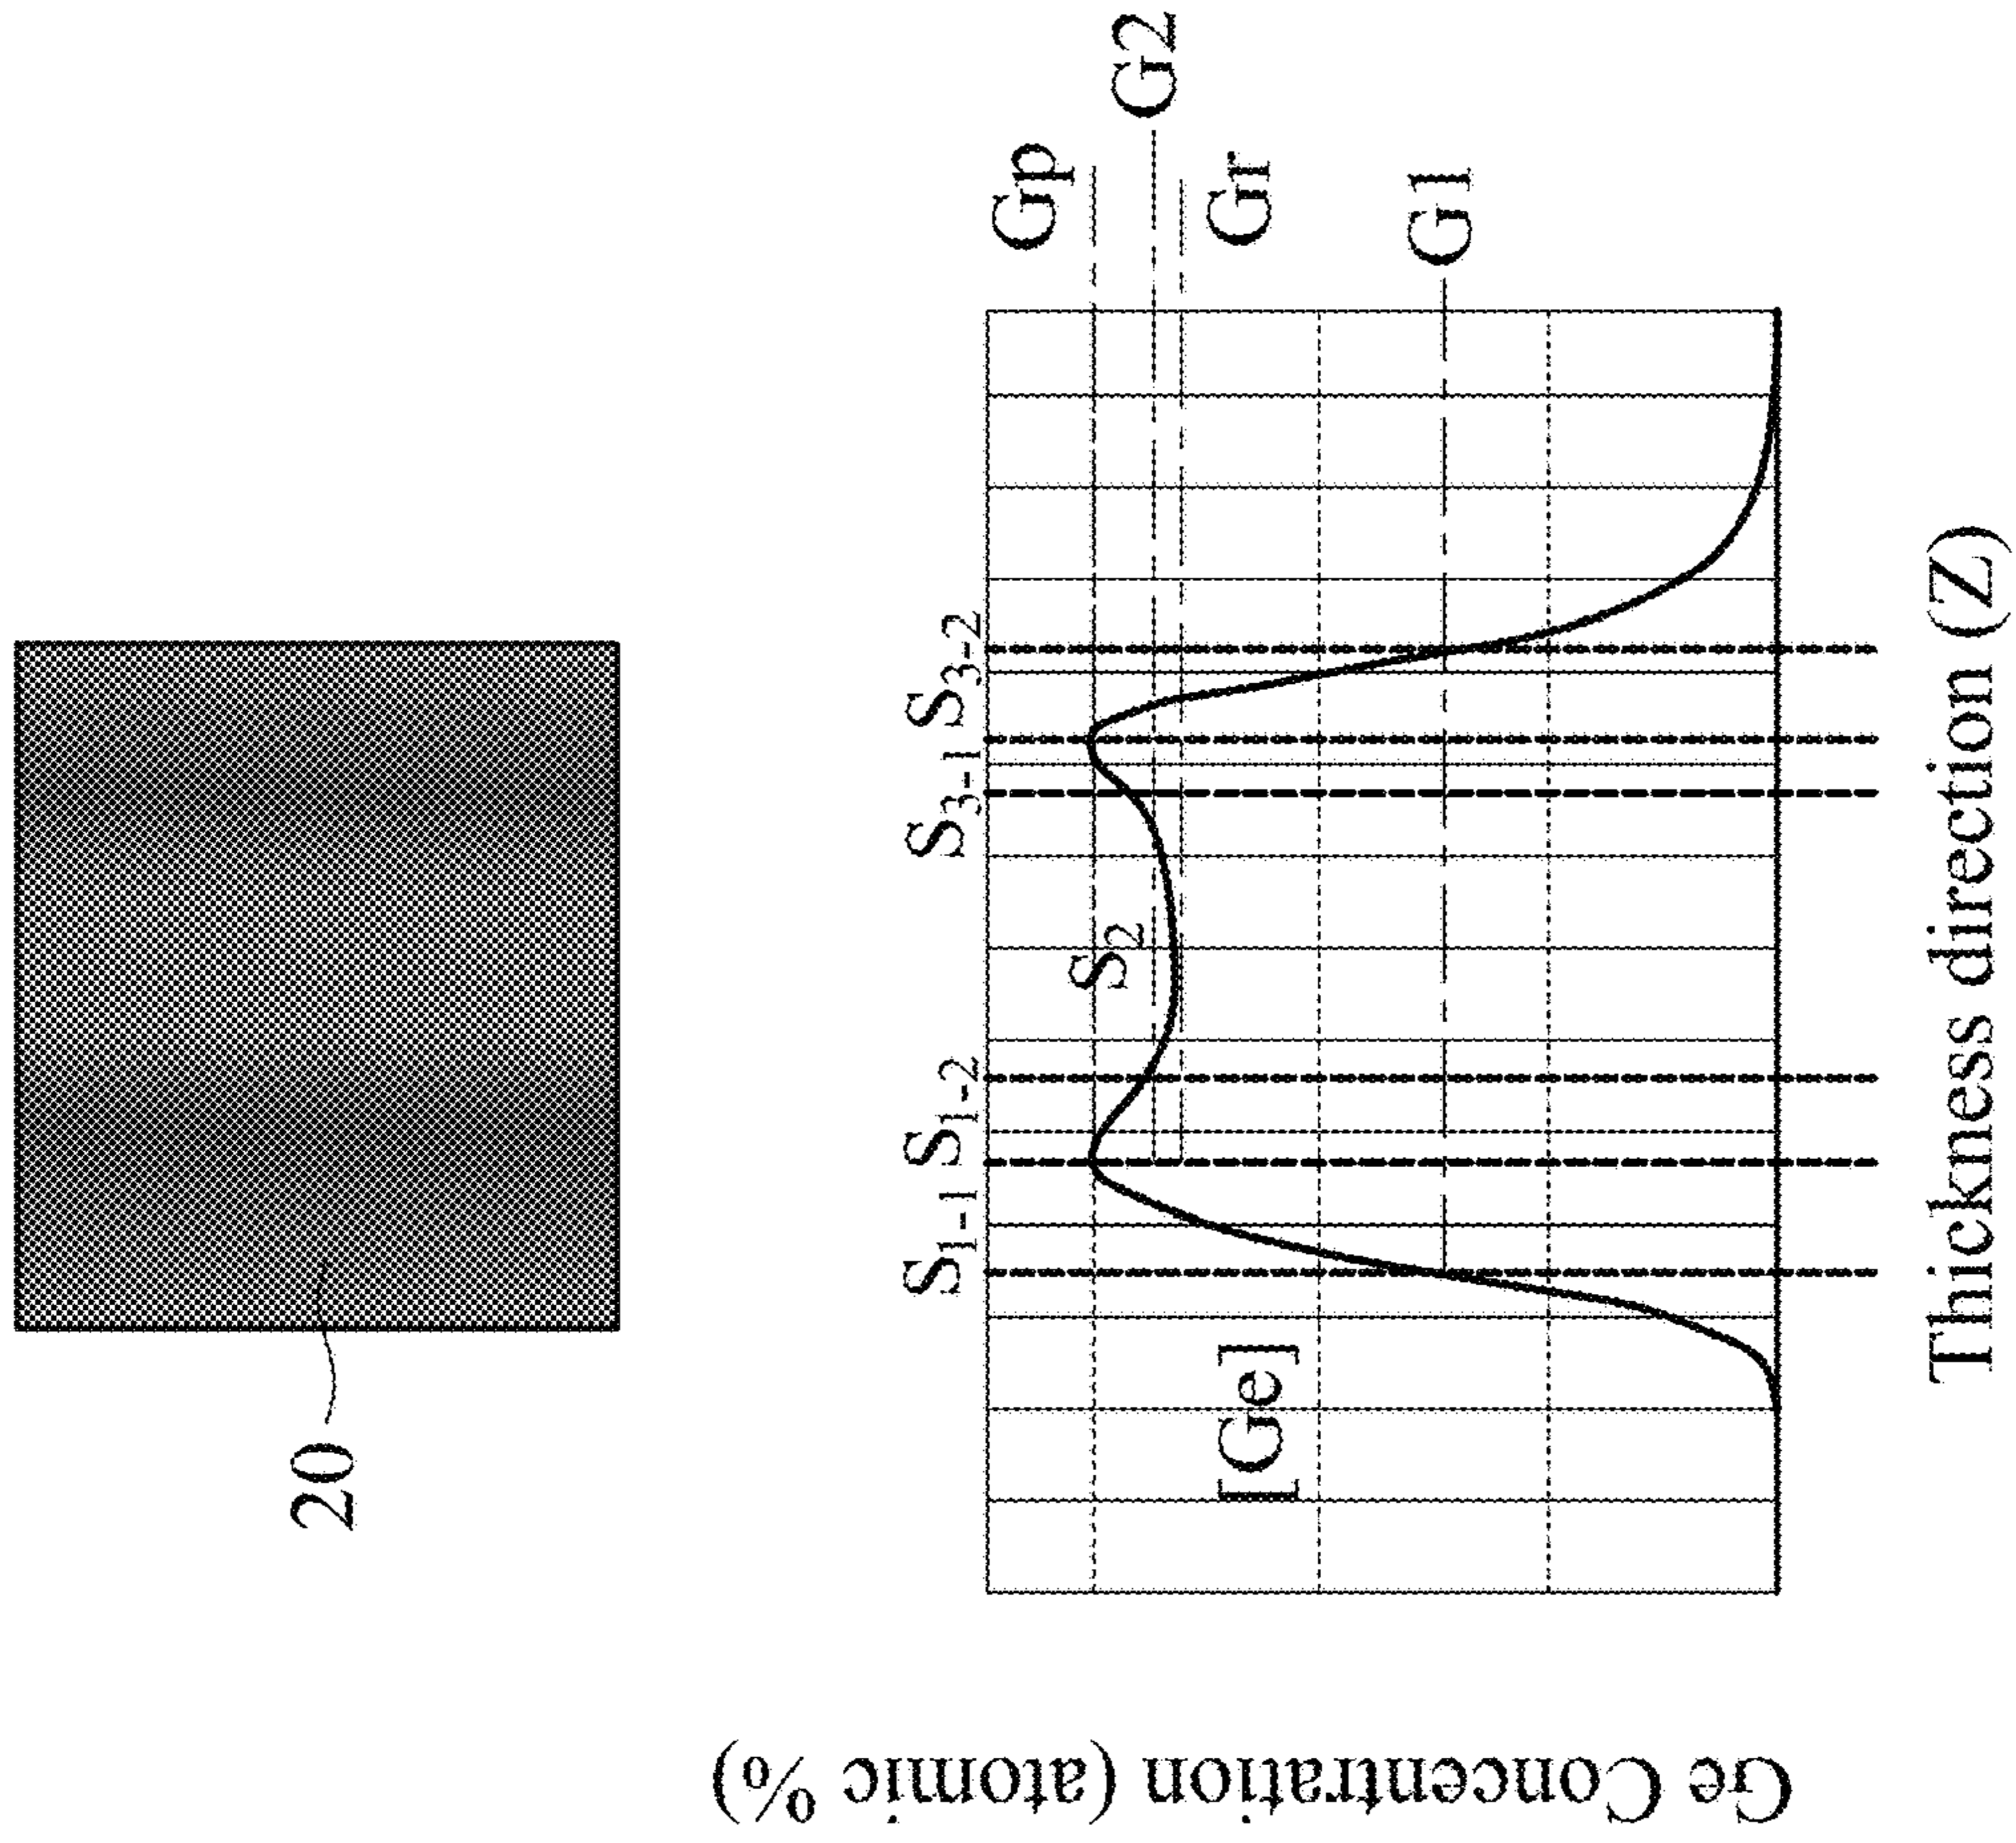 20
Gp
G2
Gr
G1
S1-1
S1-2
S2
S3-1
S3-2
[Ge]
Ge Concentration (atomic %)
Thickness direction (Z)